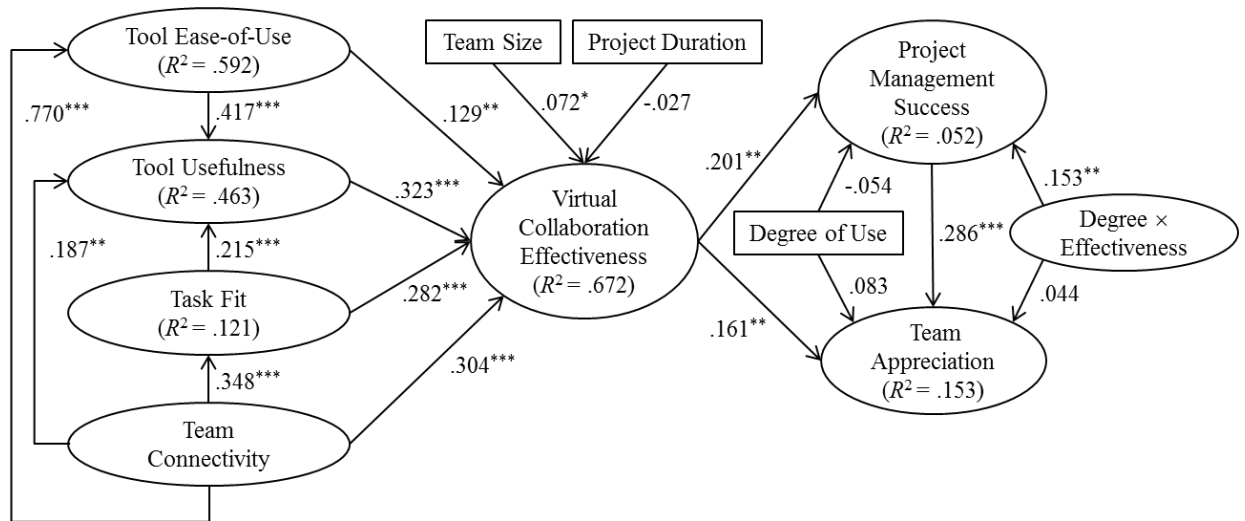 Tool Ease-of-Use
(R² = .592)
Team Size
Project Duration
Project
Management
Success
(R² = .052)
.770***
.417***
.129**
.072*
-.027
Tool Usefulness
(R² = .463)
.323***
.201**
-.054
.153**
.187**
.215***
Virtual
Collaboration
Effectiveness
(R² = .672)
Degree of Use
.286***
Degree ×
Effectiveness
Task Fit
(R² = .121)
.282***
.083
.044
.161**
Team
Appreciation
(R² = .153)
.348***
.304***
Team
Connectivity